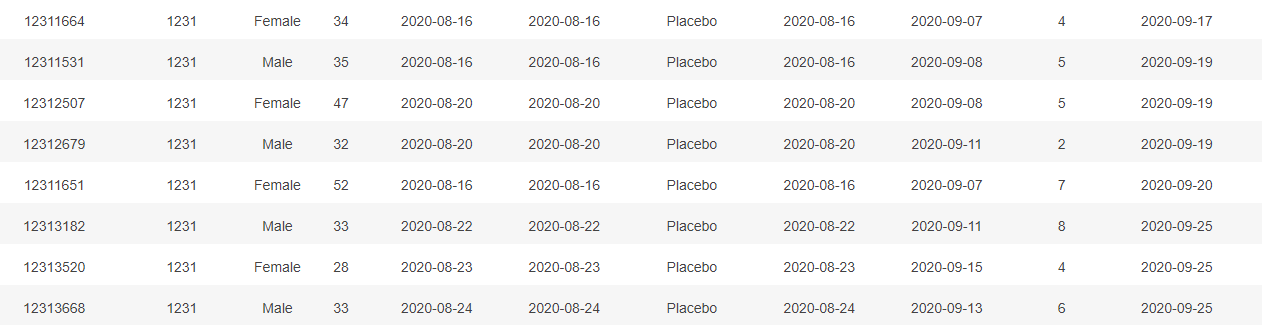 12311664 1231 Female 34 2020-08-16 2020-08-16 Placebo 2020-08-16 2020-09-07 4 2020-09-17
12311531 1231 Male 35 2020-08-16 2020-08-16 Placebo 2020-08-16 2020-09-08 5 2020-09-19
12312507 1231 Female 47 2020-08-20 2020-08-20 Placebo 2020-08-20 2020-09-08 5 2020-09-19
12312679 1231 Male 32 2020-08-20 2020-08-20 Placebo 2020-08-20 2020-09-11 2 2020-09-19
12311651 1231 Female 52 2020-08-16 2020-08-16 Placebo 2020-08-16 2020-09-07 7 2020-09-20
12313182 1231 Male 33 2020-08-22 2020-08-22 Placebo 2020-08-22 2020-09-11 8 2020-09-25
12313520 1231 Female 28 2020-08-23 2020-08-23 Placebo 2020-08-23 2020-09-15 4 2020-09-25
12313668 1231 Male 33 2020-08-24 2020-08-24 Placebo 2020-08-24 2020-09-13 6 2020-09-25